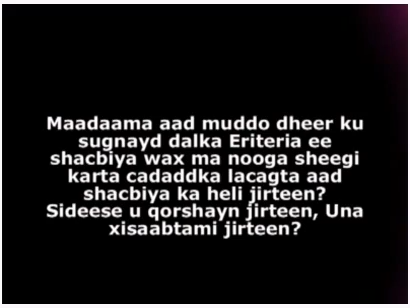 Maadaama aad muddo dheer ku
sugnayd dalka Eriteria ee
shacbiya wax ma nooga sheegi
karta cadaddka lacagta aad
shacbiya ka heli jirteen?
Sideese u qorshayn jirteen, Una
xisaabtami jirteen?